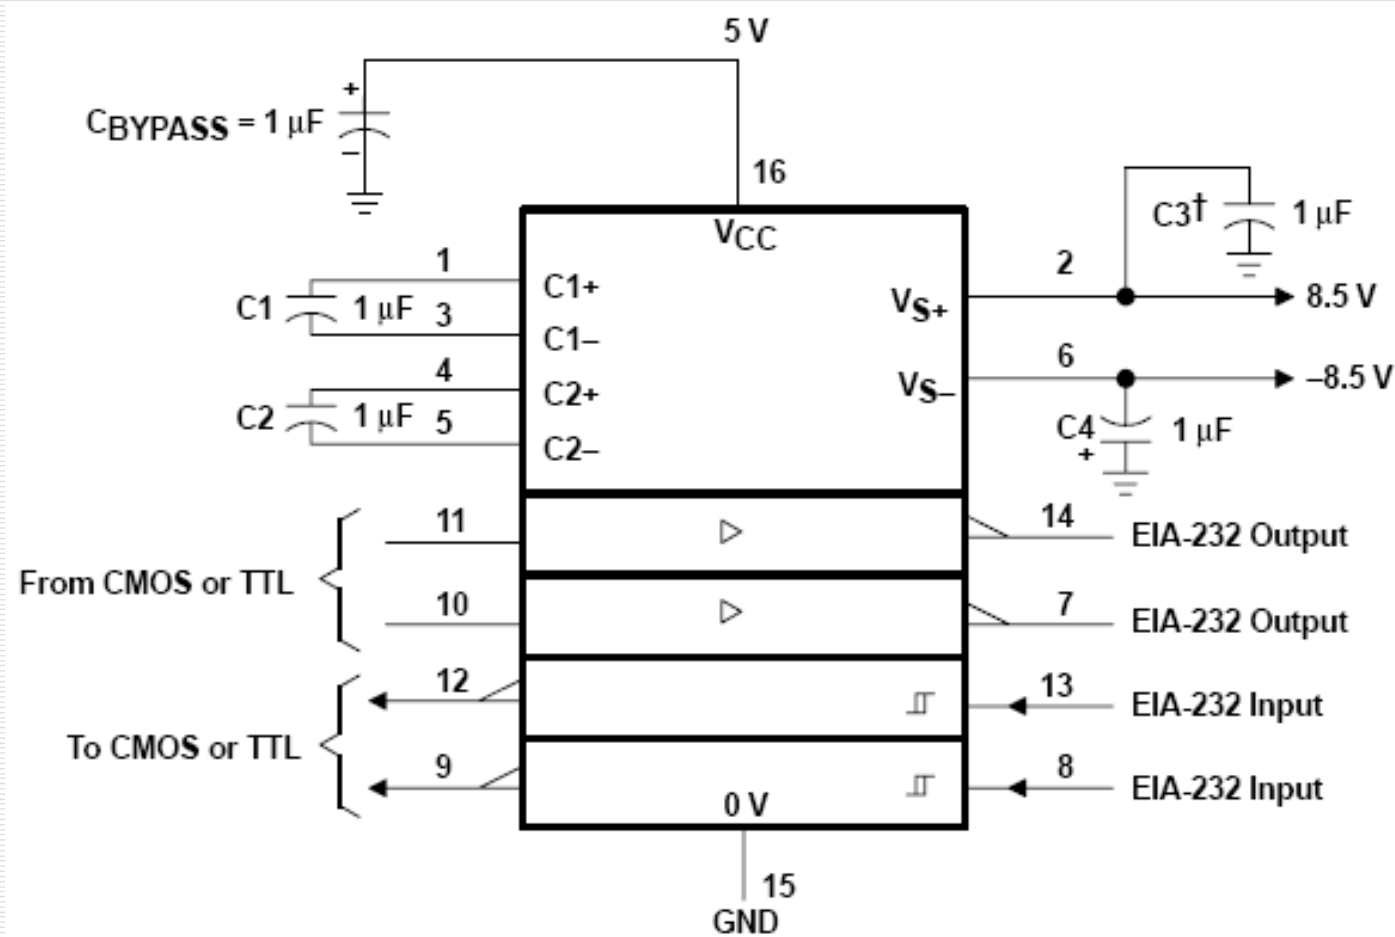 5 V
+
CBYPASS = 1 μF
–
16
VCC
C3† 1 μF
1
2
C1+
C1 1 μF
3
VS+
8.5 V
C1–
4
6
C2+
VS–
–8.5 V
C2 1 μF
5
C4
+
1 μF
C2–
11
14
EIA-232 Output
From CMOS or TTL
10
7
EIA-232 Output
12
13
EIA-232 Input
To CMOS or TTL
9
8
EIA-232 Input
0 V
15
GND